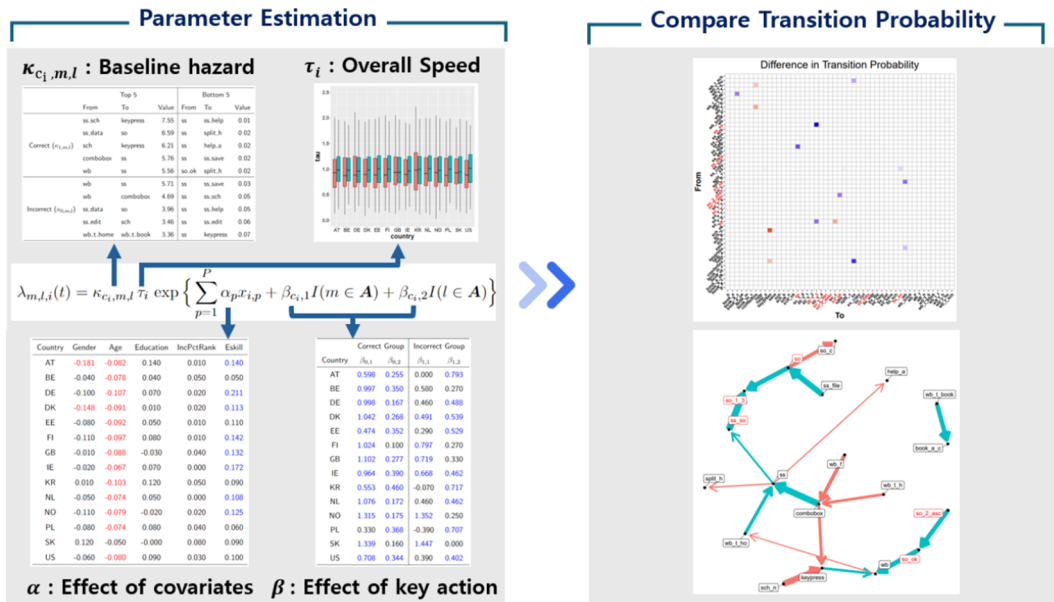 Parameter Estimation
Compare Transition Probability
κ_{c_i,m,l} : Baseline hazard
τ_i : Overall Speed
Top 5 Bottom 5
From To Value From To Value
ss.sch keypress 7.55 ss ss.help 0.01
ss.data so 6.59 ss split_h 0.02
Correct (κ_{1,m,l}) sch keypress 6.21 ss help_a 0.02
combobox ss 5.76 ss ss.save 0.02
wb ss 5.56 so.ok split_h 0.02
wb ss 5.71 ss ss.save 0.03
wb combobox 4.69 ss ss.sch 0.05
Incorrect (κ_{0,m,l}) ss.data so 3.96 ss ss.help 0.05
ss.edit sch 3.46 ss ss.edit 0.06
wb.t.home wb.t.book 3.36 ss keypress 0.07
tau
2.5
2.0
1.5
1.0
0.5
0.0
AT BE DE DK EE FI GB IE KR NL NO PL SK US
country
λ_{m,l,i}(t) = κ_{c_i,m,l} τ_i exp { ∑_{p=1}^{P} α_p x_{i,p} + β_{c_i,1} I(m ∈ A) + β_{c_i,2} I(l ∈ A) }
Country Gender Age Education IncPctRank Eskill
AT -0.181 -0.082 0.140 0.010 0.140
BE -0.040 -0.078 0.040 0.050 0.050
DE -0.100 -0.107 0.070 0.020 0.211
DK -0.148 -0.091 0.010 0.020 0.113
EE -0.080 -0.092 0.050 0.010 0.110
FI -0.110 -0.097 0.080 0.010 0.142
GB -0.010 -0.088 -0.030 0.040 0.132
IE -0.020 -0.067 0.070 0.000 0.172
KR 0.010 -0.103 0.120 0.050 0.090
NL -0.050 -0.074 0.050 0.000 0.108
NO -0.110 -0.079 -0.020 0.020 0.125
PL -0.080 -0.074 0.080 0.040 0.060
SK 0.120 -0.050 -0.000 0.080 0.090
US -0.060 -0.080 0.090 0.030 0.100
Correct Group Incorrect Group
Country β_{0,1} β_{0,2} β_{1,1} β_{1,2}
AT 0.598 0.255 0.000 0.793
BE 0.997 0.350 0.580 0.270
DE 0.998 0.167 0.460 0.488
DK 1.042 0.268 0.491 0.539
EE 0.474 0.352 0.290 0.529
FI 1.024 0.100 0.797 0.270
GB 1.102 0.277 0.719 0.330
IE 0.964 0.390 0.668 0.462
KR 0.553 0.460 -0.070 0.717
NL 1.076 0.172 0.460 0.462
NO 1.315 0.175 1.352 0.250
PL 0.330 0.368 -0.390 0.707
SK 1.339 0.160 1.447 0.000
US 0.708 0.344 0.390 0.402
α : Effect of covariates
β : Effect of key action
Difference in Transition Probability
From
To
so_c
so
help_a
ss_file
so_t_3
wb_t_book
ss_so
book_a_c
wb_f
ss
split_h
wb_t_h
combobox
so_2_asc
wb_t_ho
so_ok
wb
keypress
sch_n